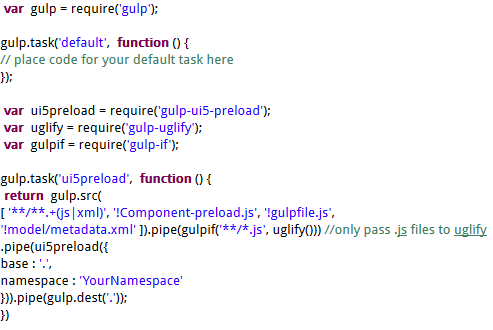 var gulp = require('gulp');
gulp.task('default', function () {
// place code for your default task here
});
var ui5preload = require('gulp-ui5-preload');
var uglify = require('gulp-uglify');
var gulpif = require('gulp-if');
gulp.task('ui5preload', function () {
return gulp.src(
[ '**/**.+(js|xml)', '!Component-preload.js', '!gulpfile.js',
'!model/metadata.xml' ]).pipe(gulpif('**/*.js', uglify())) //only pass .js files to uglify
.pipe(ui5preload({
base : '.',
namespace : 'YourNamespace'
})).pipe(gulp.dest('.'));
})